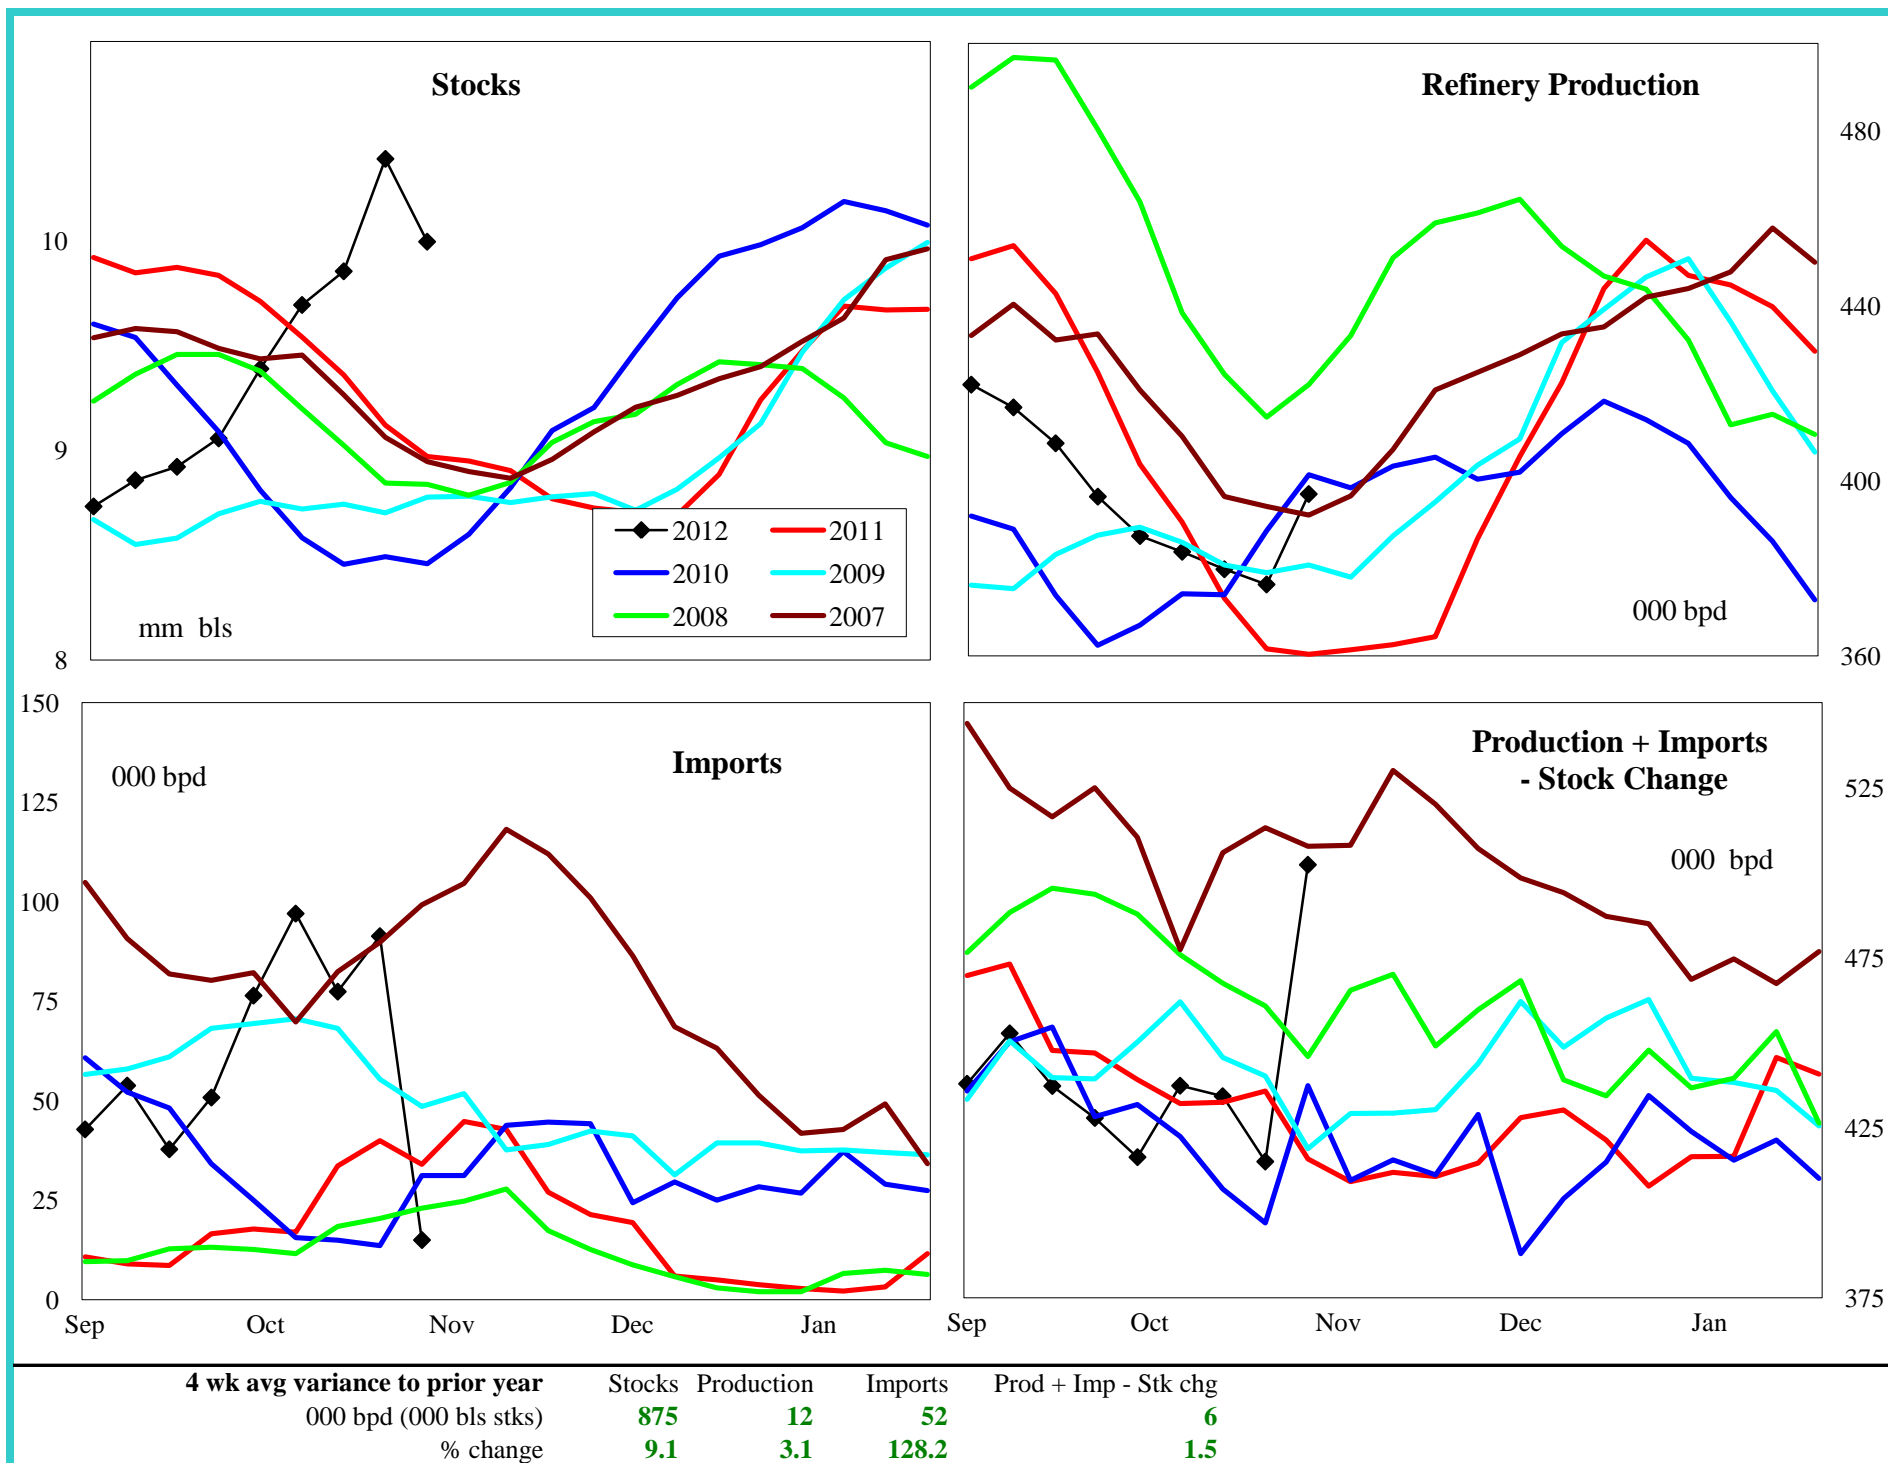 Stocks
10
9
8
mm bls
2012
2011
2010
2009
2008
2007
Refinery Production
480
440
400
360
000 bpd
Imports
000 bpd
150
125
100
75
50
25
0
Sep Oct Nov Dec Jan
Production + Imports
- Stock Change
000 bpd
525
475
425
375
Sep Oct Nov Dec Jan
4 wk avg variance to prior year Stocks Production Imports Prod + Imp - Stk chg
000 bpd (000 bls stks) 875 12 52 6
% change 9.1 3.1 128.2 1.5